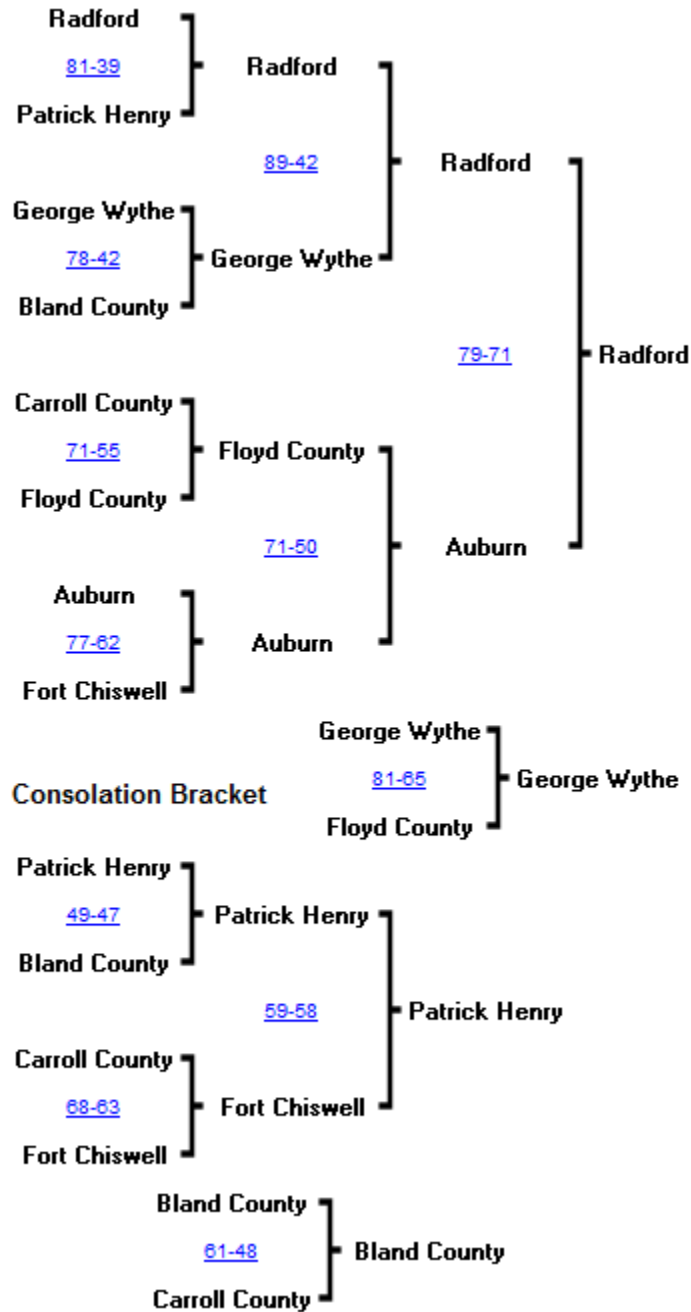 Radford
81-39
Radford
Patrick Henry
89-42
Radford
George Wythe
78-42
George Wythe
Bland County
79-71
Radford
Carroll County
71-55
Floyd County
Floyd County
71-50
Auburn
Auburn
77-62
Auburn
Fort Chiswell
George Wythe
81-65
George Wythe
Consolation Bracket
Floyd County
Patrick Henry
49-47
Patrick Henry
Bland County
59-58
Patrick Henry
Carroll County
68-63
Fort Chiswell
Fort Chiswell
Bland County
61-48
Bland County
Carroll County